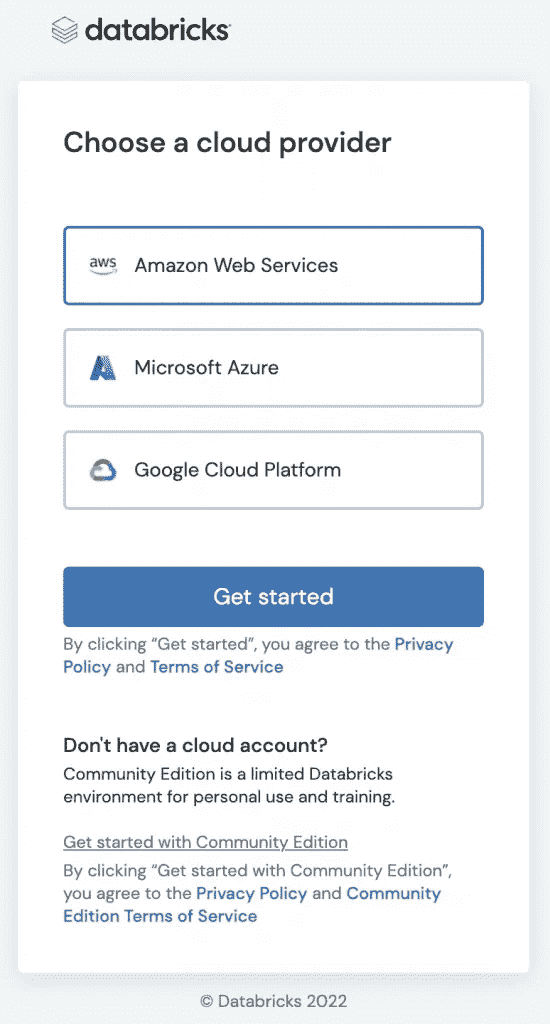 databricks
Choose a cloud provider
aws Amazon Web Services
Microsoft Azure
Google Cloud Platform
Get started
By clicking “Get started”, you agree to the Privacy
Policy and Terms of Service
Don't have a cloud account?
Community Edition is a limited Databricks
environment for personal use and training.
Get started with Community Edition
By clicking “Get started with Community Edition”,
you agree to the Privacy Policy and Community
Edition Terms of Service
© Databricks 2022